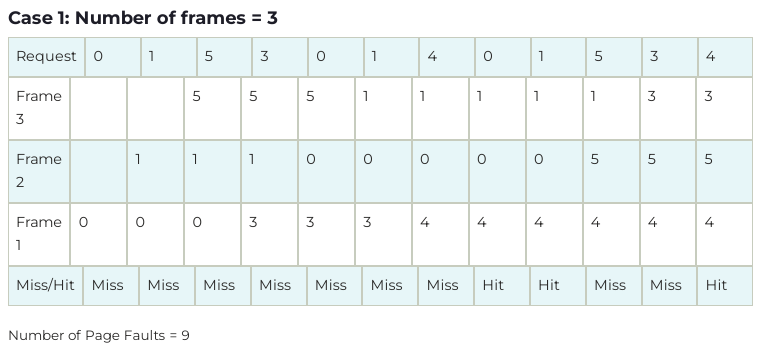 Case 1: Number of frames = 3
Request 0 1 5 3 0 1 4 0 1 5 3 4
Frame 5 5 5 1 1 1 1 1 3 3
3
Frame 1 1 1 0 0 0 0 0 5 5 5
2
Frame 0 0 0 3 3 3 4 4 4 4 4 4
1
Miss/Hit Miss Miss Miss Miss Miss Miss Miss Hit Hit Miss Miss Hit
Number of Page Faults = 9